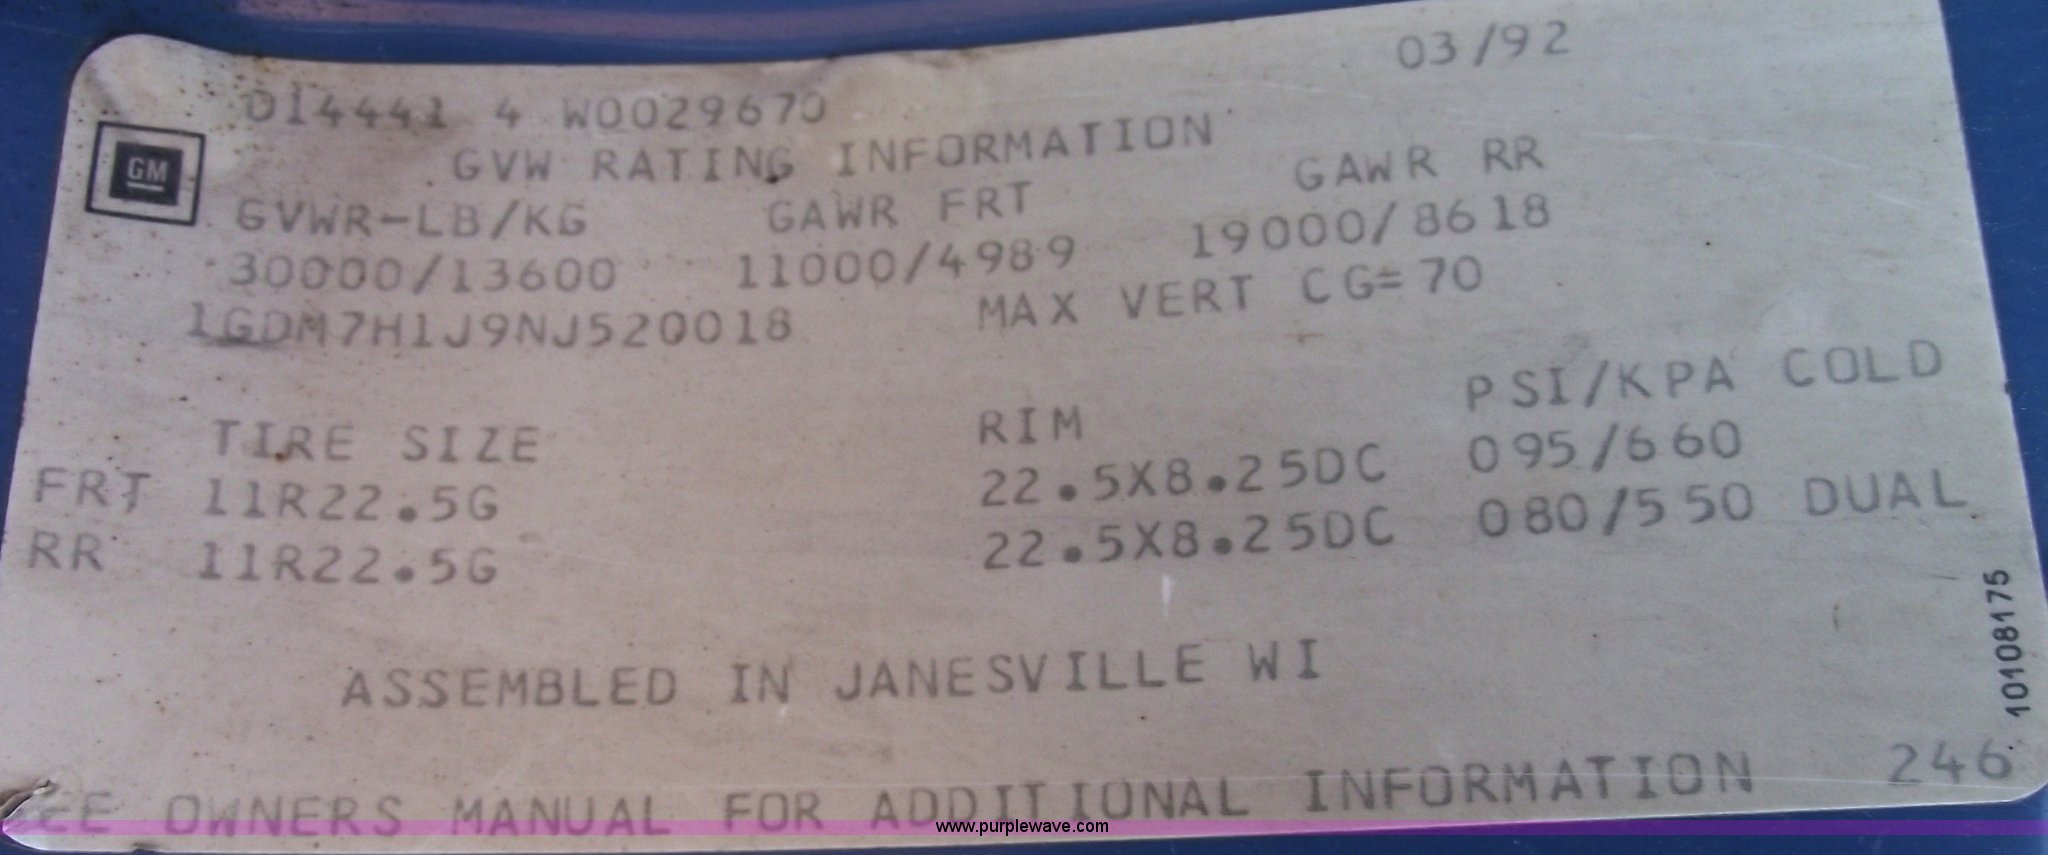 03/92
014441 4 W0029670
GM
GVW RATING INFORMATION
GVWR-LB/KG GAWR FRT GAWR RR
30000/13600 11000/4989 19000/8618
1GDM7H1J9NJ520018 MAX VERT CG=70
TIRE SIZE RIM PSI/KPA COLD
FRT 11R22.5G 22.5X8.25DC 095/660
RR 11R22.5G 22.5X8.25DC 080/550 DUAL
10108175
ASSEMBLED IN JANESVILLE WI
EE OWNERS MANUAL FOR ADDITIONAL INFORMATION 246
www.purplewave.com